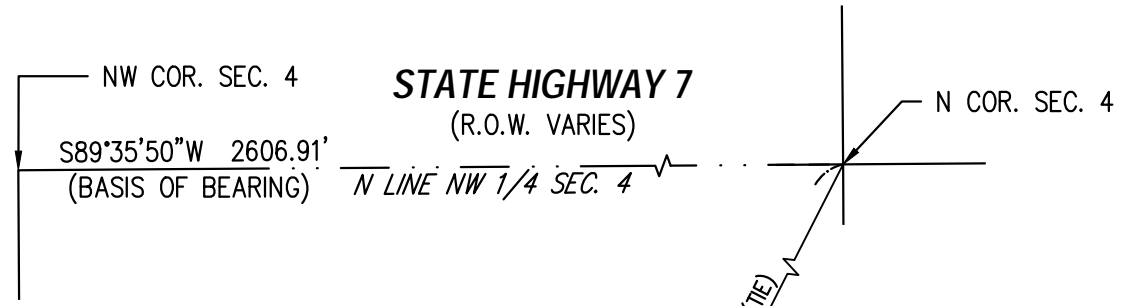 NW COR. SEC. 4
STATE HIGHWAY 7
(R.O.W. VARIES)
N COR. SEC. 4
S89°35'50"W 2606.91'
(BASIS OF BEARING)
N LINE NW 1/4 SEC. 4
(TIE)